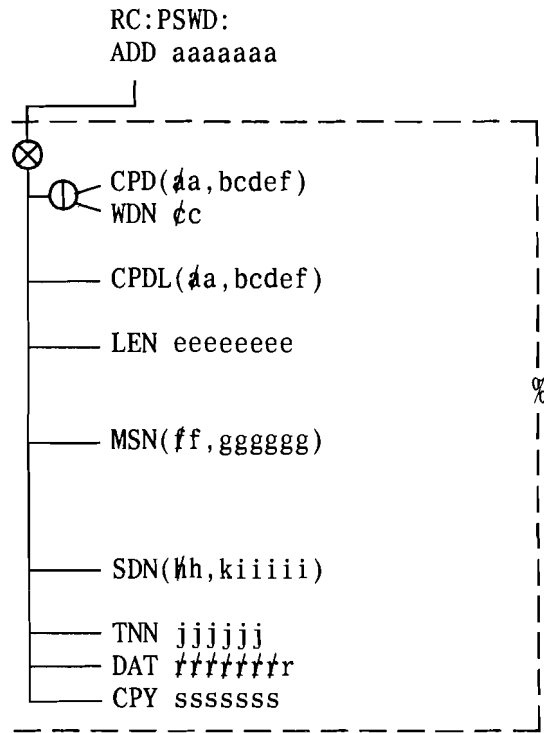 RC:PSWD:
ADD aaaaaaa
CPD(a̸a,bcdef)
WDN c̸c
CPDL(a̸a,bcdef)
LEN eeeeeeee
%
MSN(f̸f,gggggg)
SDN(h̸h,kiiiii)
TNN jjjjjj
DAT r̸r̸r̸r̸r̸r̸r̸r
CPY sssssss